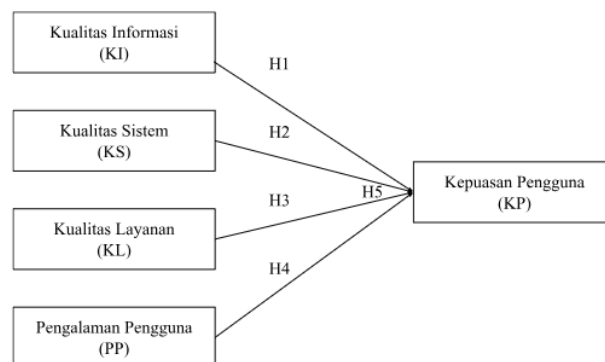 Kualitas Informasi
(KI)
H1
Kualitas Sistem
(KS)
H2
H5
Kepuasan Pengguna
(KP)
Kualitas Layanan
(KL)
H3
H4
Pengalaman Pengguna
(PP)